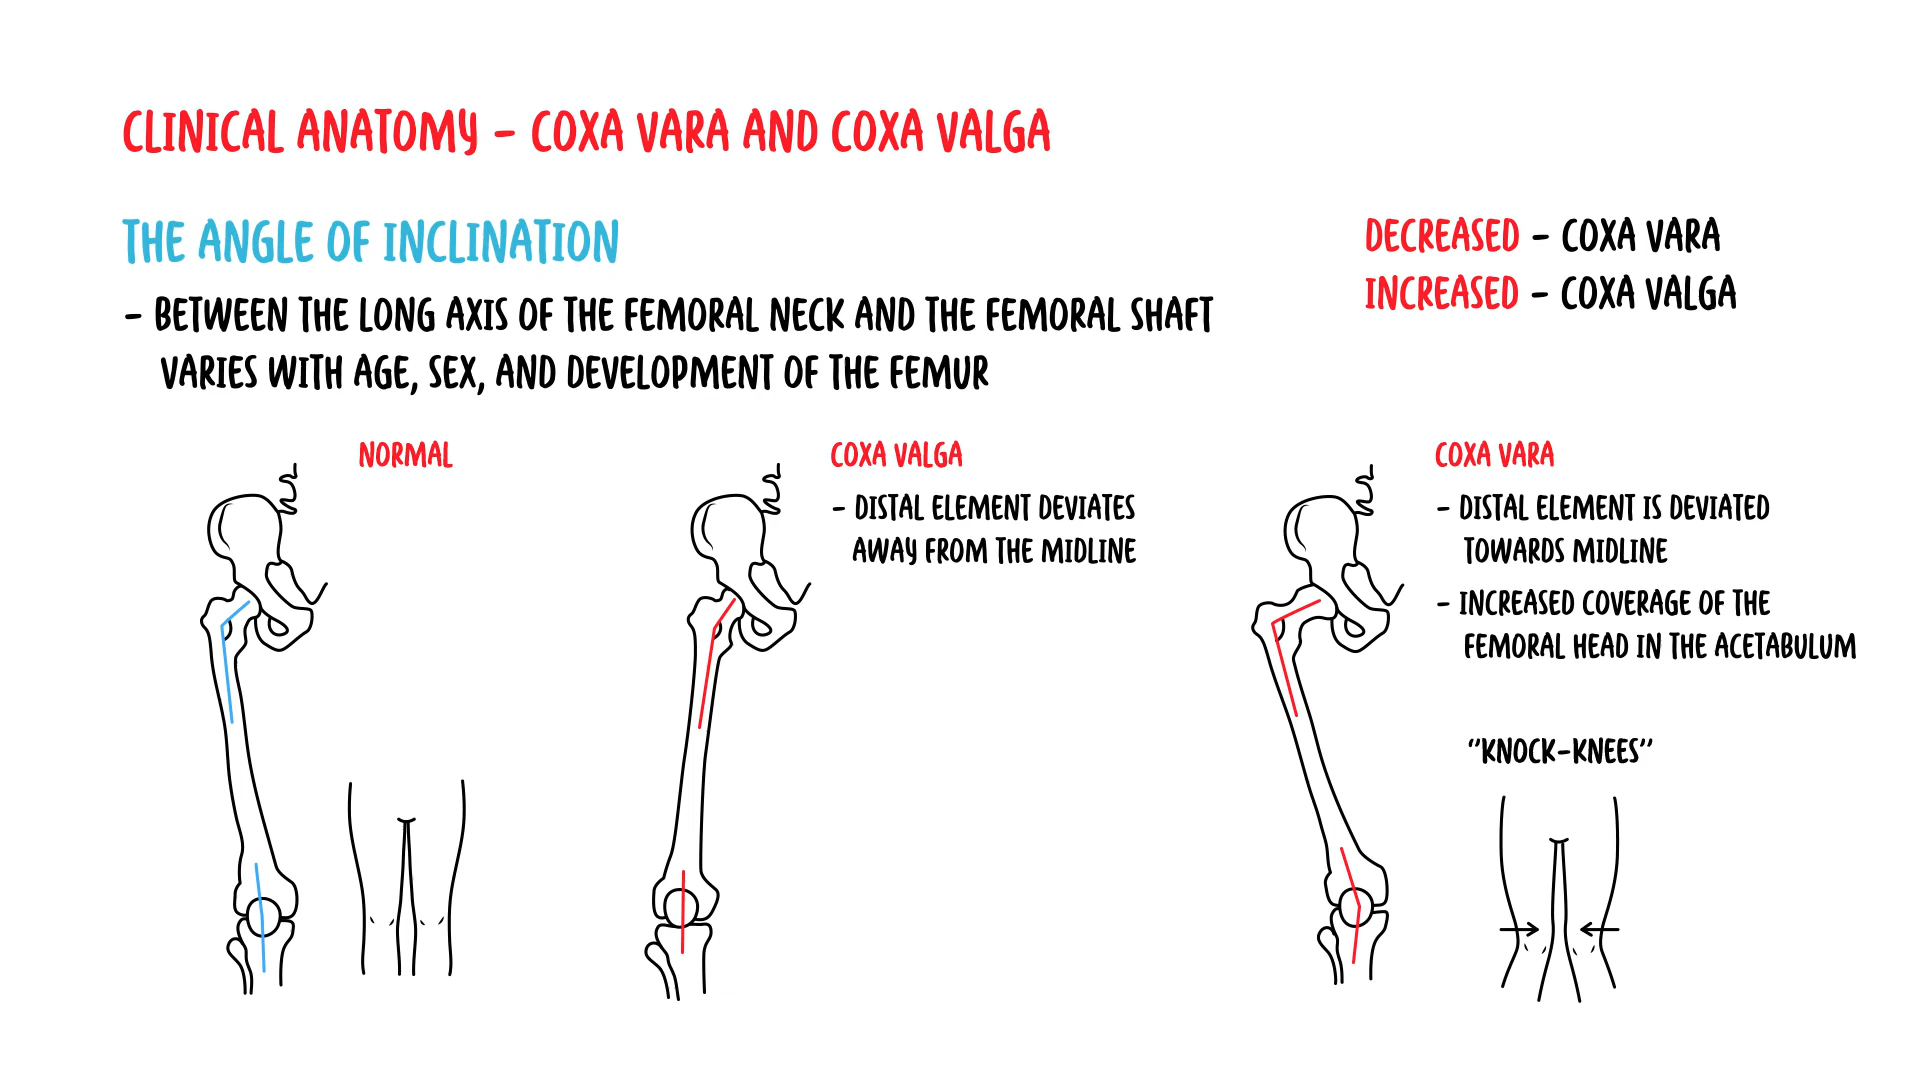 CLINICAL ANATOMY - COXA VARA AND COXA VALGA
THE ANGLE OF INCLINATION
- BETWEEN THE LONG AXIS OF THE FEMORAL NECK AND THE FEMORAL SHAFT
VARIES WITH AGE, SEX, AND DEVELOPMENT OF THE FEMUR
DECREASED - COXA VARA
INCREASED - COXA VALGA
NORMAL
COXA VALGA
- DISTAL ELEMENT DEVIATES
AWAY FROM THE MIDLINE
COXA VARA
- DISTAL ELEMENT IS DEVIATED
TOWARDS MIDLINE
- INCREASED COVERAGE OF THE
FEMORAL HEAD IN THE ACETABULUM
"KNOCK-KNEES"